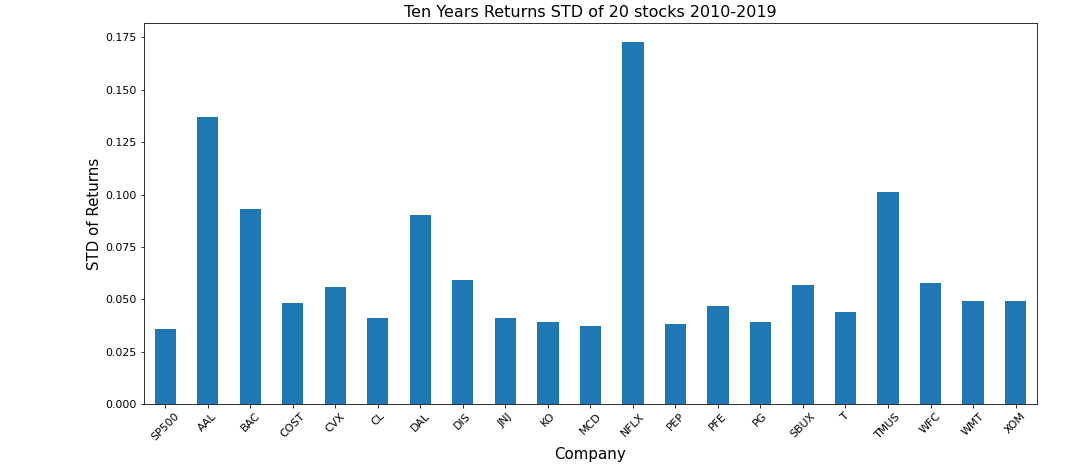 Ten Years Returns STD of 20 stocks 2010-2019
STD of Returns
0.175
0.150
0.125
0.100
0.075
0.050
0.025
0.000
SP500 AAL BAC COST CVX CL DAL DIS JNJ KO MCD NFLX PEP PFE PG SBUX T TMUS WFC WMT XOM
Company